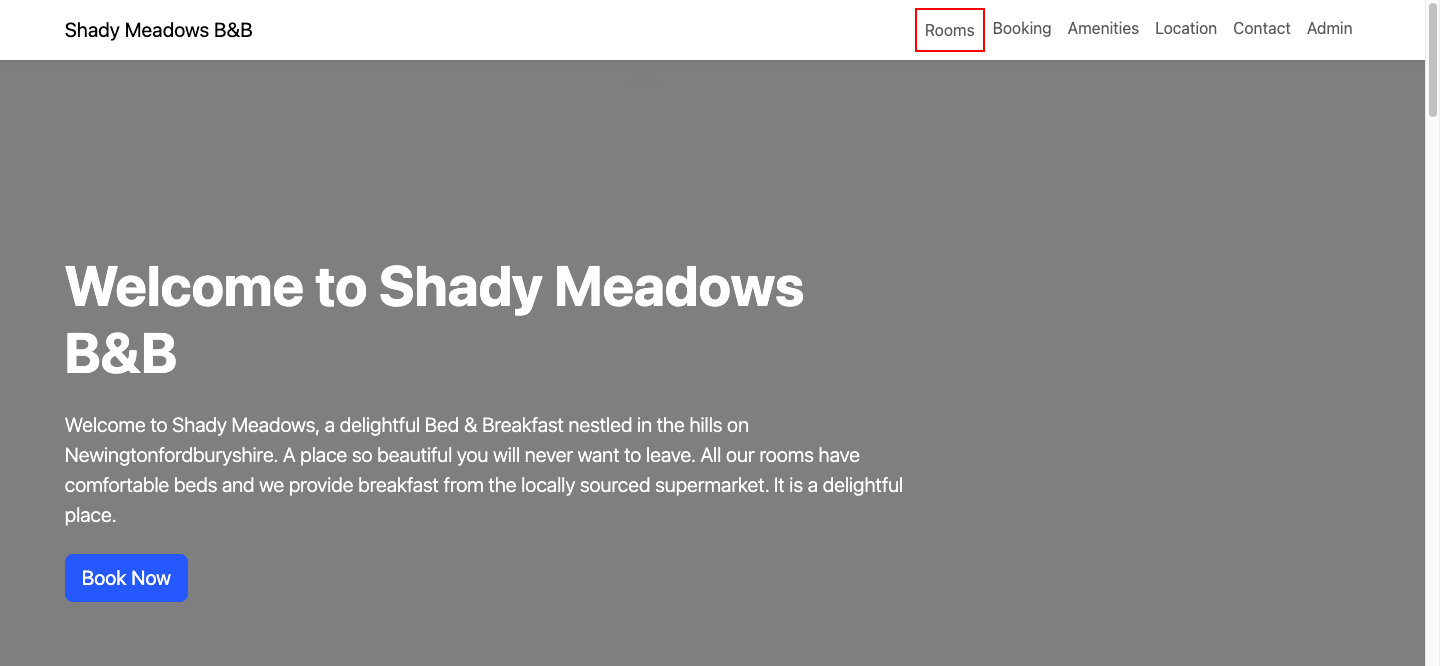 Shady Meadows B&B
Rooms
Booking
Amenities
Location
Contact
Admin
Welcome to Shady Meadows
B&B
Welcome to Shady Meadows, a delightful Bed & Breakfast nestled in the hills on
Newingtonfordburyshire. A place so beautiful you will never want to leave. All our rooms have
comfortable beds and we provide breakfast from the locally sourced supermarket. It is a delightful
place.
Book Now